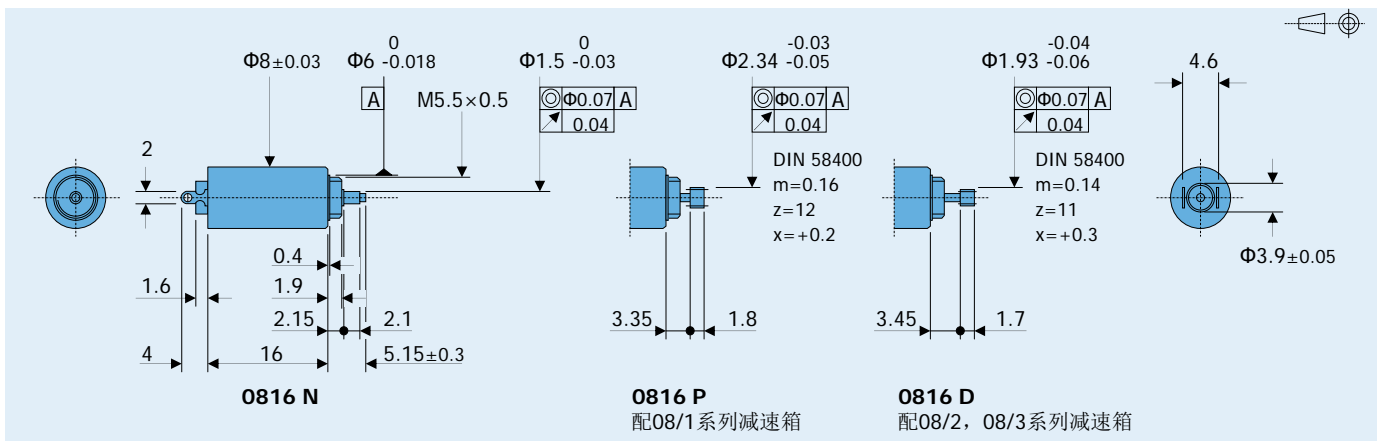 Φ8±0.03
Φ6 0 -0.018
A
M5.5×0.5
Φ1.5 0 -0.03
Φ0.07 A
0.04
2
0.4
1.6
1.9
2.15
2.1
4
16
5.15±0.3
0816 N
Φ2.34 -0.03 -0.05
Φ0.07 A
0.04
DIN 58400
m=0.16
z=12
x=+0.2
3.35
1.8
0816 P
配08/1系列减速箱
Φ1.93 -0.04 -0.06
Φ0.07 A
0.04
DIN 58400
m=0.14
z=11
x=+0.3
3.45
1.7
0816 D
配08/2，08/3系列减速箱
4.6
Φ3.9±0.05